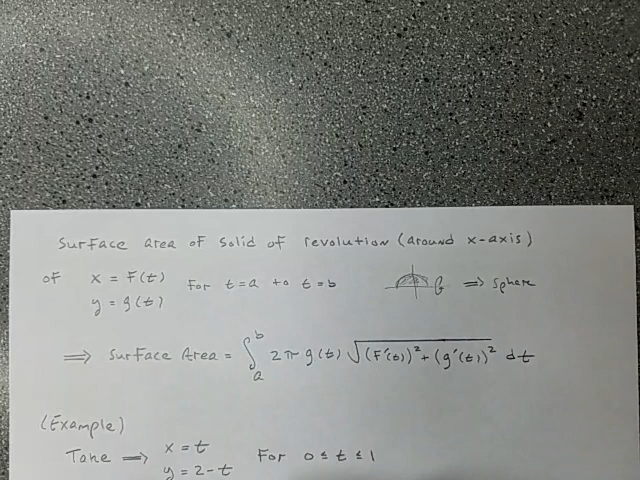 Surface area of solid of revolution (around x-axis)
of x = F(t) For t=a to t=b ⟹ sphere
y = g(t)
⟹ Surface Area = ∫_a^b 2π g(t) √((F'(t))² + (g'(t))²) dt
(Example)
Take ⟹ x = t For 0 ≤ t ≤ 1
y = 2-t